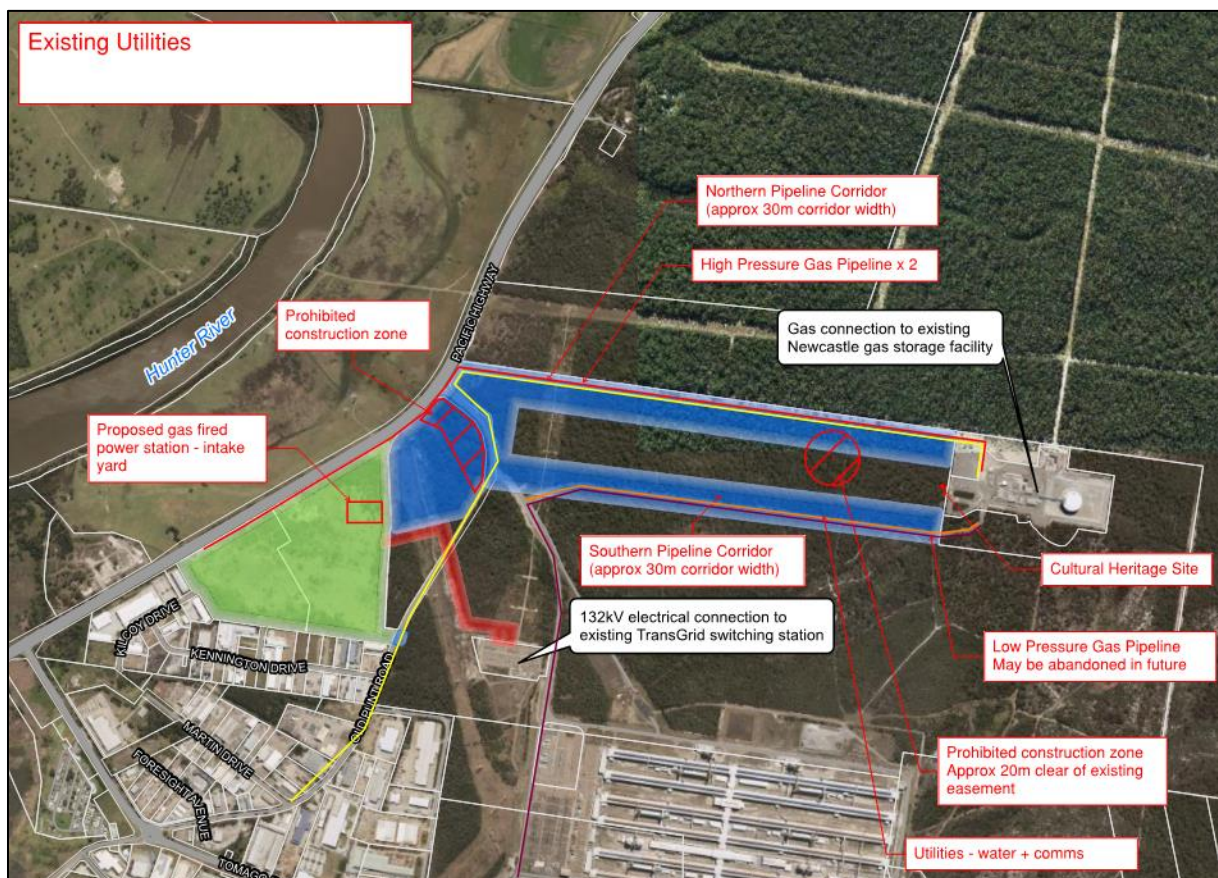 Existing Utilities
Northern Pipeline Corridor
(approx 30m corridor width)
High Pressure Gas Pipeline x 2
PACIFIC HIGHWAY
Prohibited
construction zone
Gas connection to existing
Newcastle gas storage facility
Hunter River
Proposed gas fired
power station - intake
yard
Southern Pipeline Corridor
(approx 30m corridor width)
Cultural Heritage Site
132kV electrical connection to
existing TransGrid switching station
KILCOY DRIVE
KENNINGTON DRIVE
Low Pressure Gas Pipeline
May be abandoned in future
OLD PUNT ROAD
MARTIN DRIVE
FORESIGHT AVENUE
Prohibited construction zone
Approx 20m clear of existing
easement
Utilities - water + comms
TOMAGO